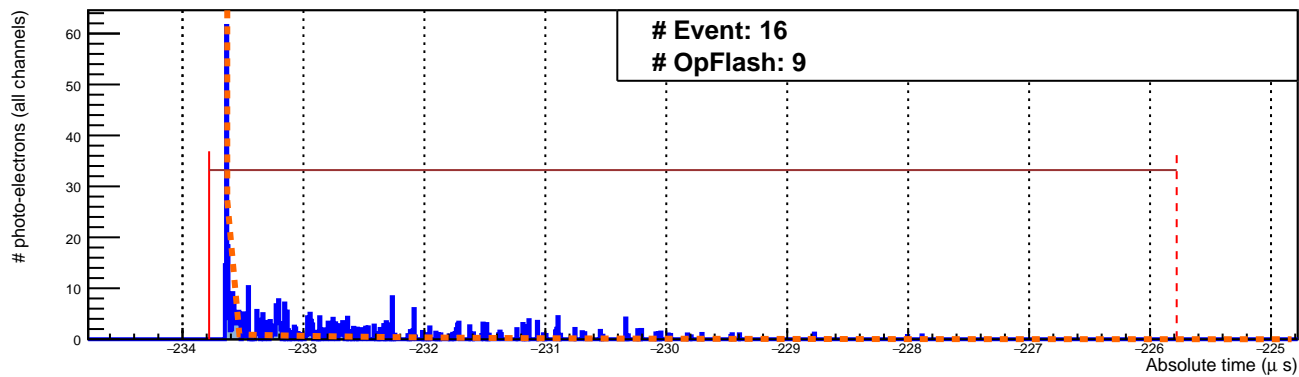 # Event: 16
# OpFlash: 9
# photo-electrons (all channels)
60
50
40
30
20
10
0
−234 −233 −232 −231 −230 −229 −228 −227 −226 −225
Absolute time (μ s)